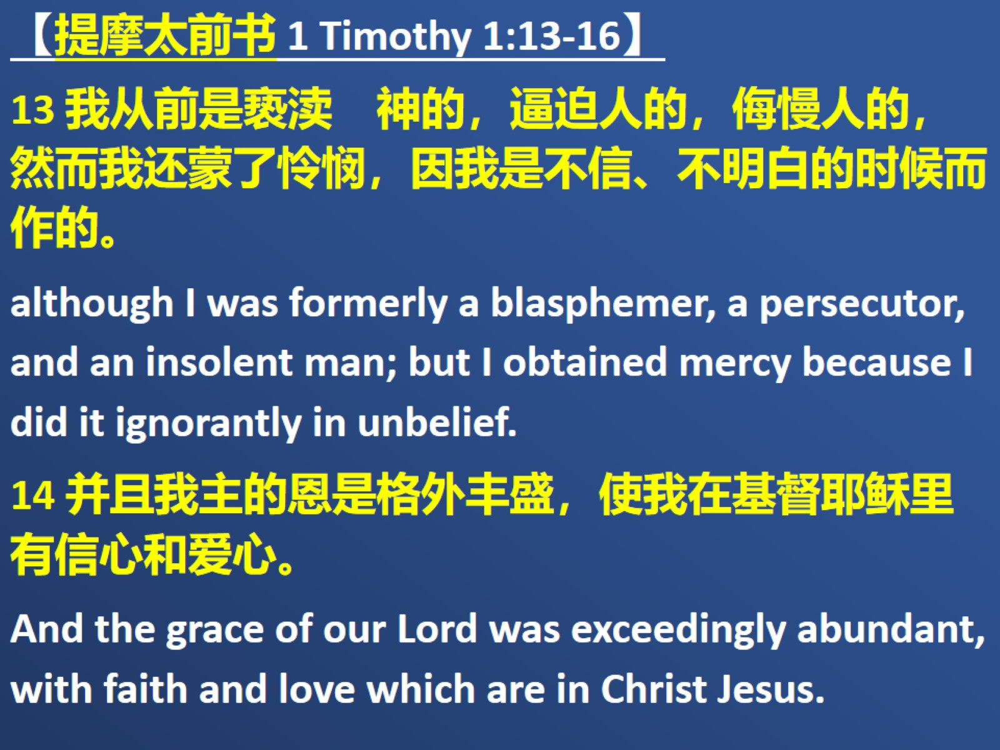 【提摩太前书 1 Timothy 1:13-16】
13 我从前是亵渎　神的，逼迫人的，侮慢人的，
然而我还蒙了怜悯，因我是不信、不明白的时候而
作的。
although I was formerly a blasphemer, a persecutor,
and an insolent man; but I obtained mercy because I
did it ignorantly in unbelief.
14 并且我主的恩是格外丰盛，使我在基督耶稣里
有信心和爱心。
And the grace of our Lord was exceedingly abundant,
with faith and love which are in Christ Jesus.